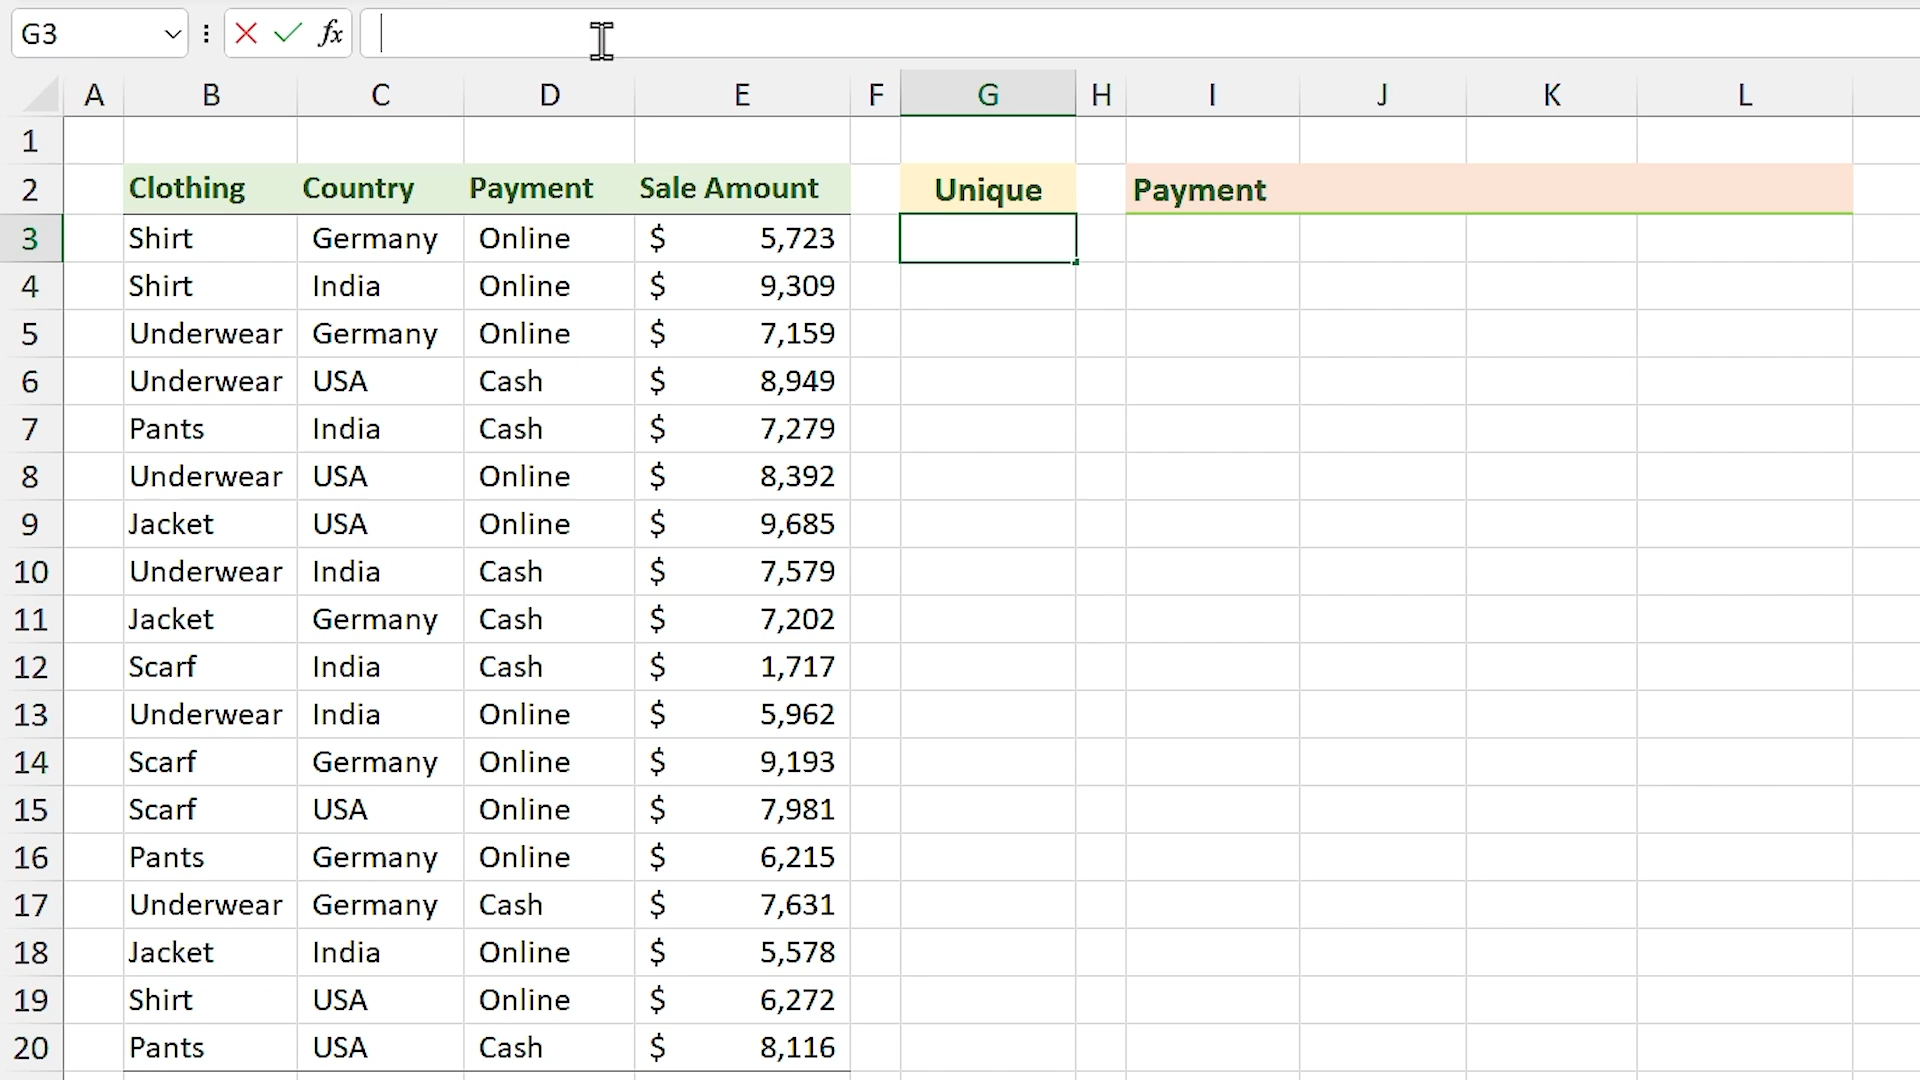 G3 fx
A B C D E F G H I J K L
1
2 Clothing Country Payment Sale Amount Unique Payment
3 Shirt Germany Online $ 5,723
4 Shirt India Online $ 9,309
5 Underwear Germany Online $ 7,159
6 Underwear USA Cash $ 8,949
7 Pants India Cash $ 7,279
8 Underwear USA Online $ 8,392
9 Jacket USA Online $ 9,685
10 Underwear India Cash $ 7,579
11 Jacket Germany Cash $ 7,202
12 Scarf India Cash $ 1,717
13 Underwear India Online $ 5,962
14 Scarf Germany Online $ 9,193
15 Scarf USA Online $ 7,981
16 Pants Germany Online $ 6,215
17 Underwear Germany Cash $ 7,631
18 Jacket India Online $ 5,578
19 Shirt USA Online $ 6,272
20 Pants USA Cash $ 8,116